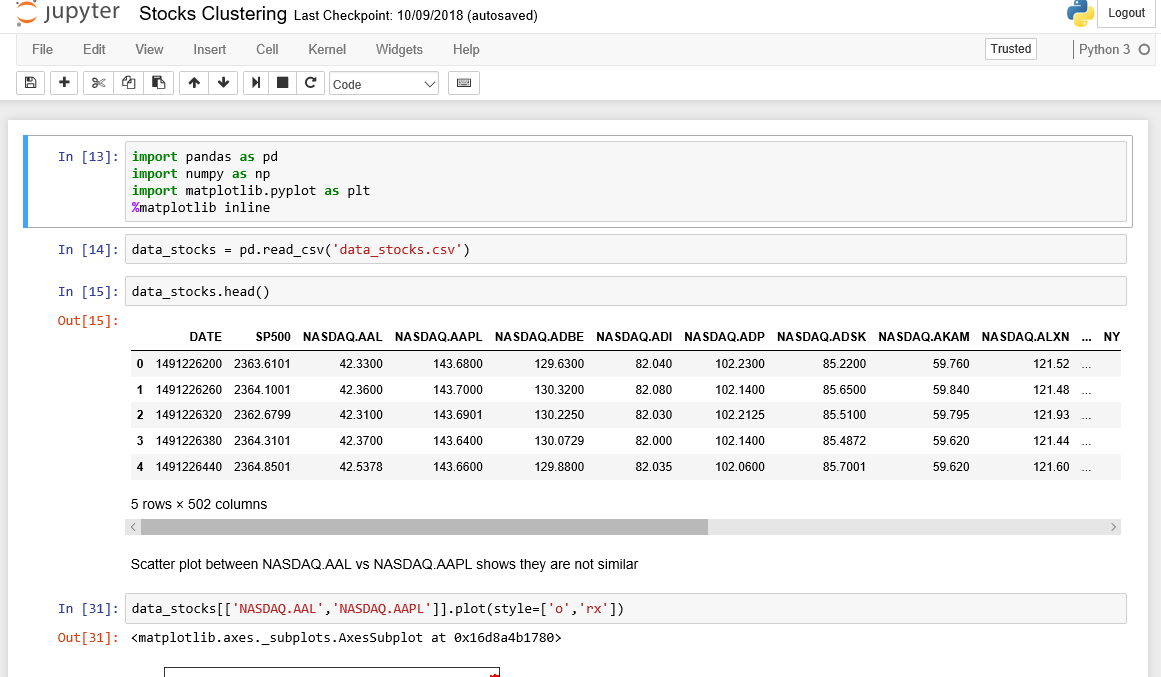 jupyter Stocks Clustering Last Checkpoint: 10/09/2018 (autosaved) Logout
File Edit View Insert Cell Kernel Widgets Help Trusted Python 3
Code
In [13]: import pandas as pd
import numpy as np
import matplotlib.pyplot as plt
%matplotlib inline
In [14]: data_stocks = pd.read_csv('data_stocks.csv')
In [15]: data_stocks.head()
Out[15]:
DATE SP500 NASDAQ.AAL NASDAQ.AAPL NASDAQ.ADBE NASDAQ.ADI NASDAQ.ADP NASDAQ.ADSK NASDAQ.AKAM NASDAQ.ALXN ... NY
0 1491226200 2363.6101 42.3300 143.6800 129.6300 82.040 102.2300 85.2200 59.760 121.52 ...
1 1491226260 2364.1001 42.3600 143.7000 130.3200 82.080 102.1400 85.6500 59.840 121.48 ...
2 1491226320 2362.6799 42.3100 143.6901 130.2250 82.030 102.2125 85.5100 59.795 121.93 ...
3 1491226380 2364.3101 42.3700 143.6400 130.0729 82.000 102.1400 85.4872 59.620 121.44 ...
4 1491226440 2364.8501 42.5378 143.6600 129.8800 82.035 102.0600 85.7001 59.620 121.60 ...
5 rows × 502 columns
Scatter plot between NASDAQ.AAL vs NASDAQ.AAPL shows they are not similar
In [31]: data_stocks[['NASDAQ.AAL','NASDAQ.AAPL']].plot(style=['o','rx'])
Out[31]: <matplotlib.axes._subplots.AxesSubplot at 0x16d8a4b1780>